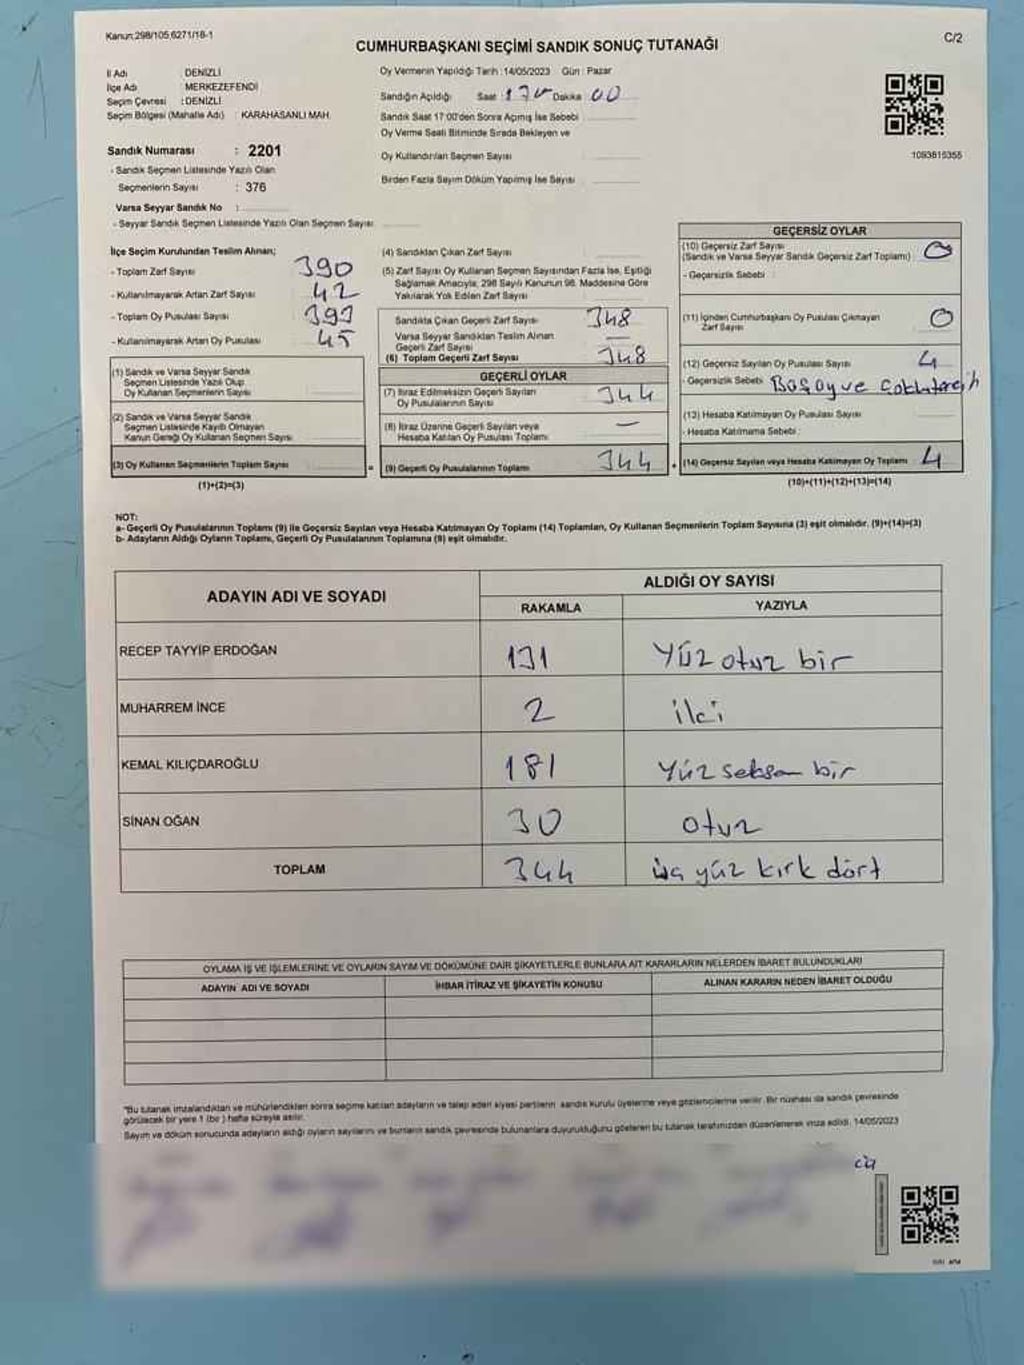 Kanun:298/105,6271/18-1
C/2
CUMHURBAŞKANI SEÇİMİ SANDIK SONUÇ TUTANAĞI
İl Adı : DENİZLİ
İlçe Adı : MERKEZEFENDİ
Seçim Çevresi : DENİZLİ
Seçim Bölgesi (Mahalle Adı) : KARAHASANLI MAH.
Sandık Numarası : 2201
- Sandık Seçmen Listesinde Yazılı Olan
Seçmenlerin Sayısı : 376
Varsa Seyyar Sandık No :
- Seyyar Sandık Seçmen Listesinde Yazılı Olan Seçmen Sayısı
Oy Vermenin Yapıldığı Tarih : 14/05/2023 Gün : Pazar
Sandığın Açıldığı Saat : 17 Dakika : 00
Sandık Saat 17:00'den Sonra Açımış İse Sebebi
Oy Verme Saati Bitiminde Sırada Bekleyen ve
Oy Kullandırılan Seçmen Sayısı
Birden Fazla Sayım Döküm Yapılmış İse Sayısı
1093815355
İlçe Seçim Kurulundan Teslim Alınan;
- Toplam Zarf Sayısı 390
- Kullanılmayarak Artan Zarf Sayısı 42
- Toplam Oy Pusulası Sayısı 393
- Kullanılmayarak Artan Oy Pusulası 45
(1) Sandık ve Varsa Seyyar Sandık
Seçmen Listesinde Yazılı Olup
Oy Kullanan Seçmenlerin Sayısı
(2) Sandık ve Varsa Seyyar Sandık
Seçmen Listesinde Kayıtlı Olmayan
Kanun Gereği Oy Kullanan Seçmen Sayısı
(3) Oy Kullanan Seçmenlerin Toplam Sayısı
(1)+(2)=(3)
=
(4) Sandıktan Çıkan Zarf Sayısı
(5) Zarf Sayısı Oy Kullanan Seçmen Sayısından Fazla İse, Eşitliği
Sağlamak Amacıyla; 298 Sayılı Kanunun 98. Maddesine Göre
Yakılarak Yok Edilen Zarf Sayısı
Sandıkta Çıkan Geçerli Zarf Sayısı 348
Varsa Seyyar Sandıktan Teslim Alınan
Geçerli Zarf Sayısı —
(6) Toplam Geçerli Zarf Sayısı 348
GEÇERLİ OYLAR
(7) İtiraz Edilmeksizin Geçerli Sayılan
Oy Pusulalarının Sayısı 344
(8) İtiraz Üzerine Geçerli Sayılan veya
Hesaba Katılan Oy Pusulası Toplamı —
(9) Geçerli Oy Pusulalarının Toplamı 344
+
GEÇERSİZ OYLAR
(10) Geçersiz Zarf Sayısı 0
(Sandık ve Varsa Seyyar Sandık Geçersiz Zarf Toplamı)
- Geçersizlik Sebebi :
(11) İçinden Cumhurbaşkanı Oy Pusulası Çıkmayan
Zarf Sayısı 0
(12) Geçersiz Sayılan Oy Pusulası Sayısı 4
- Geçersizlik Sebebi : Boş oy ve çoklu tercih
(13) Hesaba Katılmayan Oy Pusulası Sayısı
- Hesaba Katılmama Sebebi :
(14) Geçersiz Sayılan veya Hesaba Katılmayan Oy Toplamı 4
(10)+(11)+(12)+(13)=(14)
NOT:
a- Geçerli Oy Pusulalarının Toplamı (9) ile Geçersiz Sayılan veya Hesaba Katılmayan Oy Toplamı (14) Toplamları, Oy Kullanan Seçmenlerin Toplam Sayısına (3) eşit olmalıdır. (9)+(14)=(3)
b- Adayların Aldığı Oyların Toplamı, Geçerli Oy Pusulalarının Toplamına (9) eşit olmalıdır.
ADAYIN ADI VE SOYADI
ALDIĞI OY SAYISI
RAKAMLA YAZIYLA
RECEP TAYYİP ERDOĞAN 131 Yüz otuz bir
MUHARREM İNCE 2 iki
KEMAL KILIÇDAROĞLU 181 Yüz seksen bir
SİNAN OĞAN 30 otuz
TOPLAM 344 üç yüz kırk dört
OYLAMA İŞ VE İŞLEMLERİNE VE OYLARIN SAYIM VE DÖKÜMÜNE DAİR ŞİKAYETLERLE BUNLARA AİT KARARLARIN NELERDEN İBARET BULUNDUKLARI
ADAYIN ADI VE SOYADI İHBAR İTİRAZ VE ŞİKAYETİN KONUSU ALINAN KARARIN NEDEN İBARET OLDUĞU
*Bu tutanak imzalandıktan ve mühürlendikten sonra seçime katılan adayların ve talep eden siyasi partilerin sandık kurulu üyelerine veya gözlemcilerine verilir. Bir nüshası da sandık çevresinde
görülecek bir yere 1 (bir) hafta süreyle asılır.
Sayım ve döküm sonucunda adayların aldığı oyların sayılarını ve bunların sandık çevresinde bulunanlara duyurulduğunu gösteren bu tutanak tarafımızdan düzenlenerek imza edildi. 14/05/2023